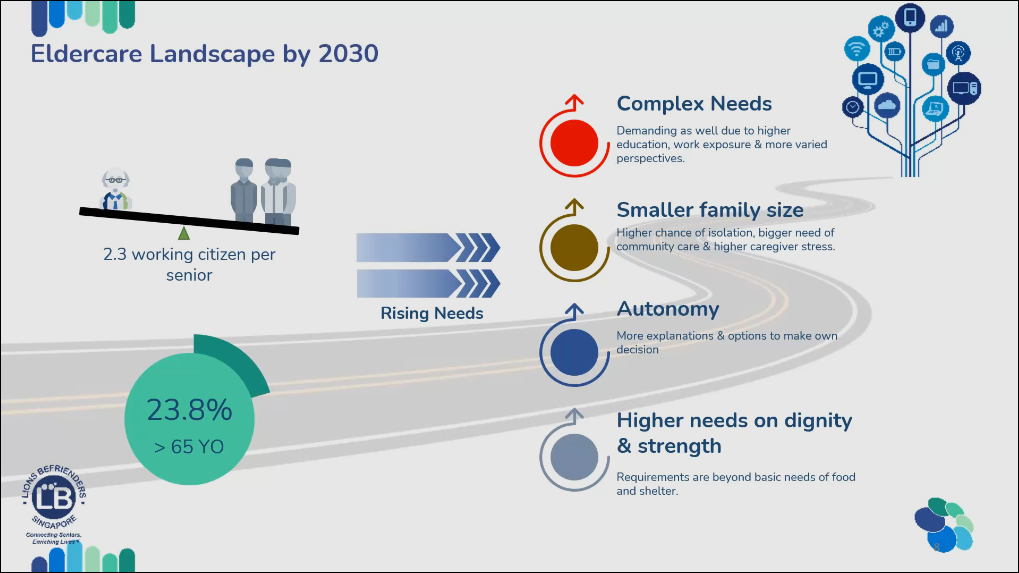 Eldercare Landscape by 2030
2.3 working citizen per
senior
23.8%
> 65 YO
Rising Needs
Complex Needs
Demanding as well due to higher
education, work exposure & more varied
perspectives.
Smaller family size
Higher chance of isolation, bigger need of
community care & higher caregiver stress.
Autonomy
More explanations & options to make own
decision
Higher needs on dignity
& strength
Requirements are beyond basic needs of food
and shelter.
LIONS BEFRIENDERS
LB
SINGAPORE
Connecting Seniors,
Enriching Lives